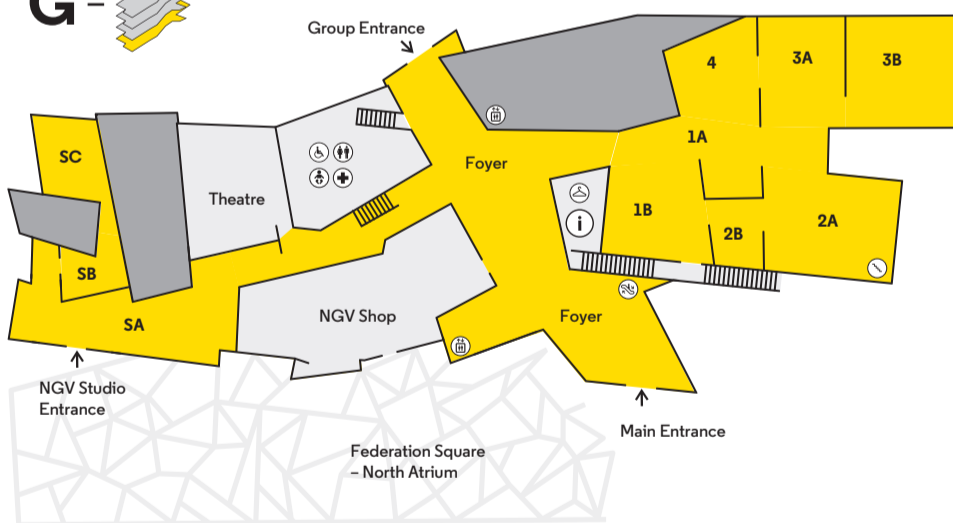 G –
Group Entrance
4
3A
3B
1A
SC
Foyer
Theatre
1B
2A
2B
SB
i
NGV Shop
Foyer
SA
NGV Studio
Entrance
Main Entrance
Federation Square
– North Atrium